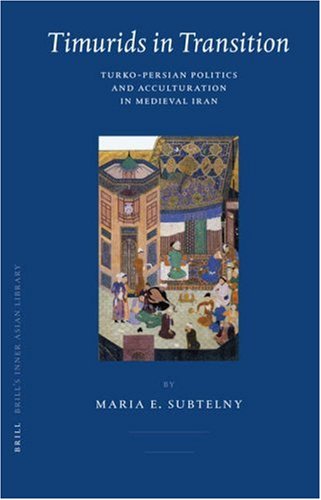 Timurids in Transition
TURKO-PERSIAN POLITICS
AND ACCULTURATION
IN MEDIEVAL IRAN
BY
MARIA E. SUBTELNY
BRILL BRILL'S INNER ASIAN LIBRARY